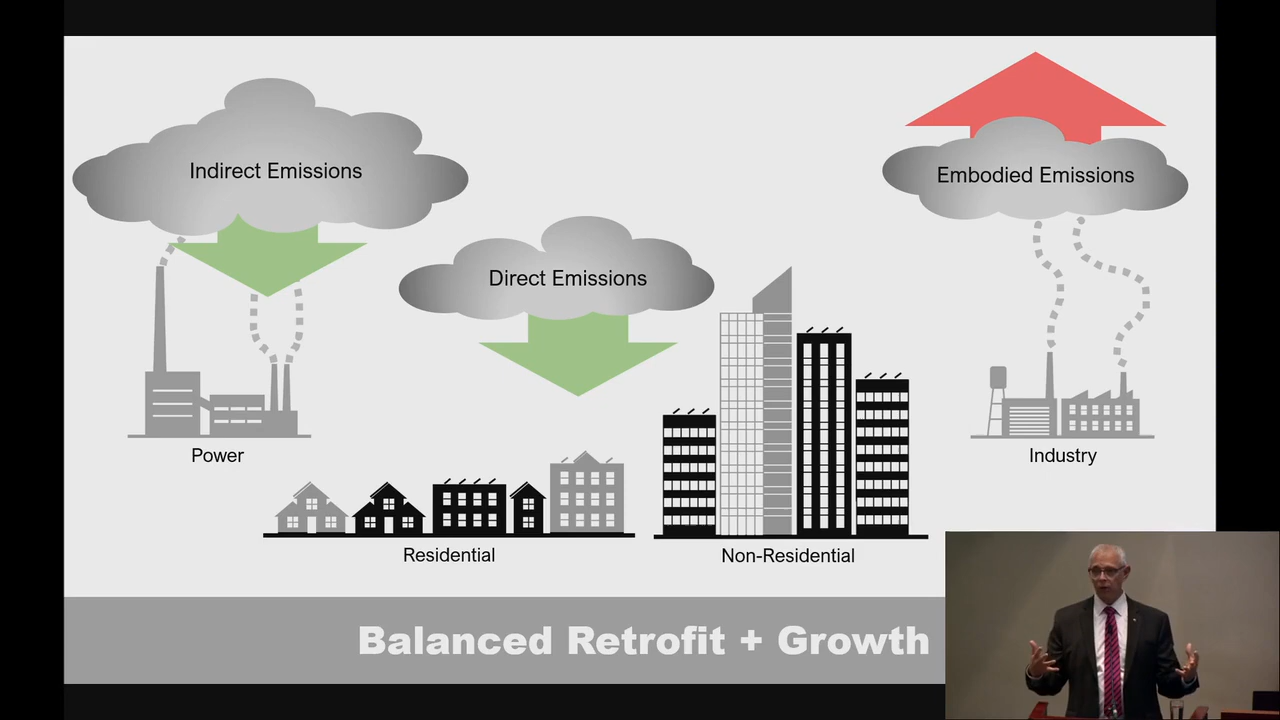 Indirect Emissions
Embodied Emissions
Direct Emissions
Power
Industry
Residential
Non-Residential
Balanced Retrofit + Growth